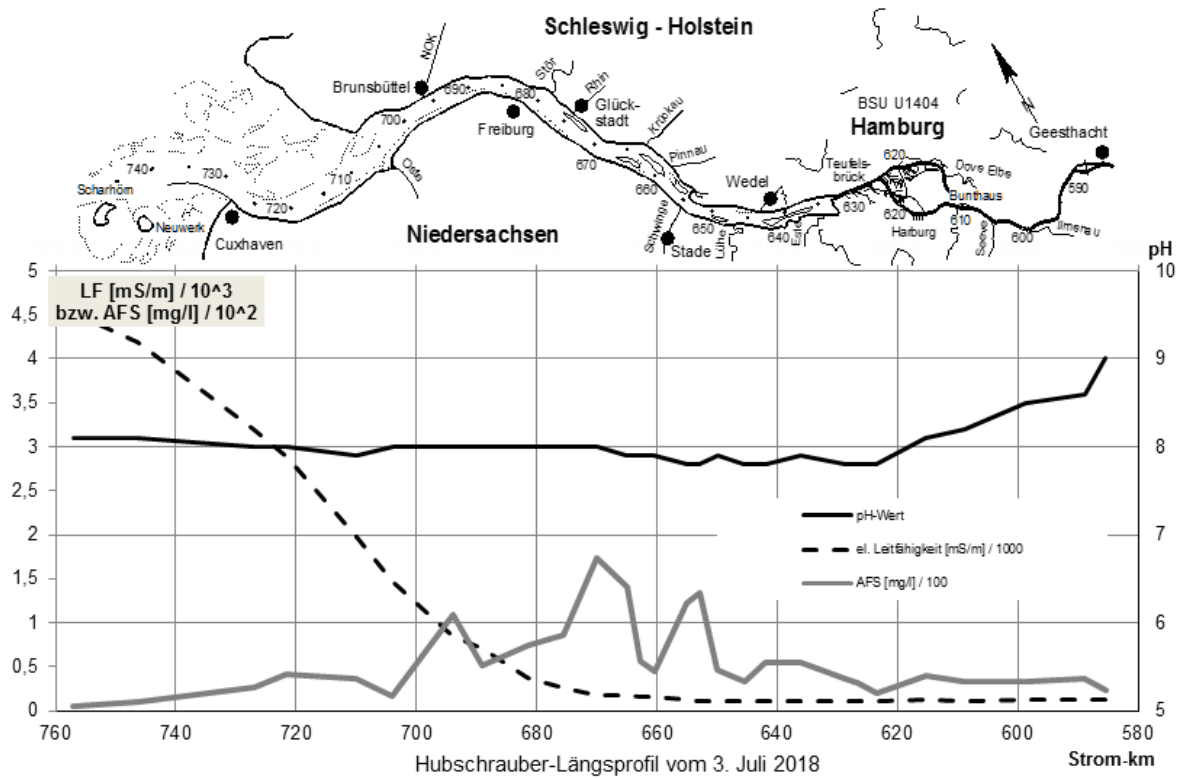 Schleswig - Holstein
NOK
Brunsbüttel
690
Stör
680
Rhin
Glück-
stadt
BSU U1404
Hamburg
N
Geesthacht
700
Freiburg
Krückau
Pinnau
670
Teufels-
brück
620
Dove Elbe
590
740
730
710
Oste
660
Wedel
630
Bunthaus
Scharhörn
720
Schwinge
650
620
610
Neuwerk
Cuxhaven
Niedersachsen
Stade
Lühe
640
Este
Harburg
Seeve
600
Ilmenau
pH
5
4,5
4
3,5
3
2,5
2
1,5
1
0,5
0
LF [mS/m] / 10^3
bzw. AFS [mg/l] / 10^2
pH-Wert
el. Leitfähigkeit [mS/m] / 1000
AFS [mg/l] / 100
10
9
8
7
6
5
760 740 720 700 680 660 640 620 600 580
Hubschrauber-Längsprofil vom 3. Juli 2018
Strom-km